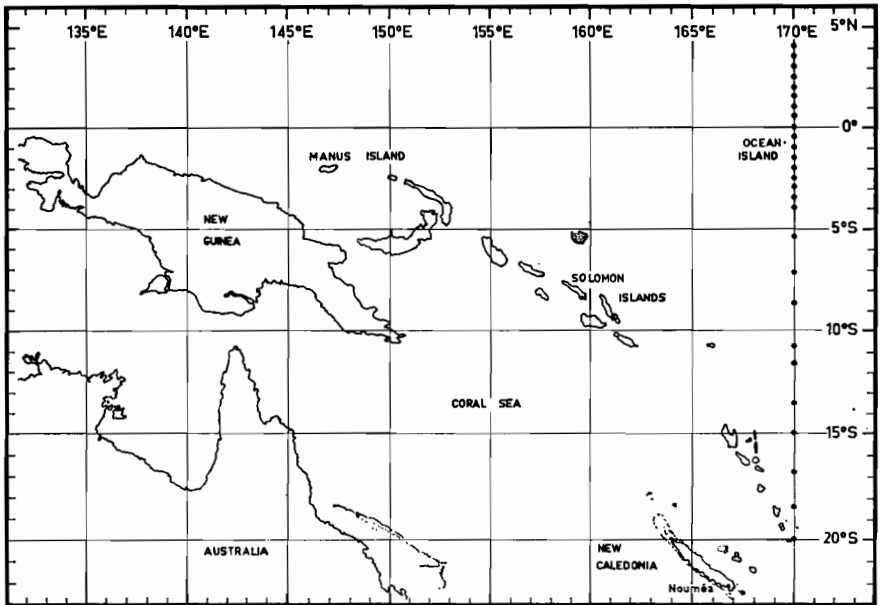 135°E 140°E 145°E 150°E 155°E 160°E 165°E 170°E 5°N
0°
OCEAN
ISLAND
MANUS ISLAND
NEW
GUINEA
5°S
SOLOMON
ISLANDS
10°S
CORAL SEA
15°S
20°S
AUSTRALIA
NEW
CALEDONIA
Nouméa